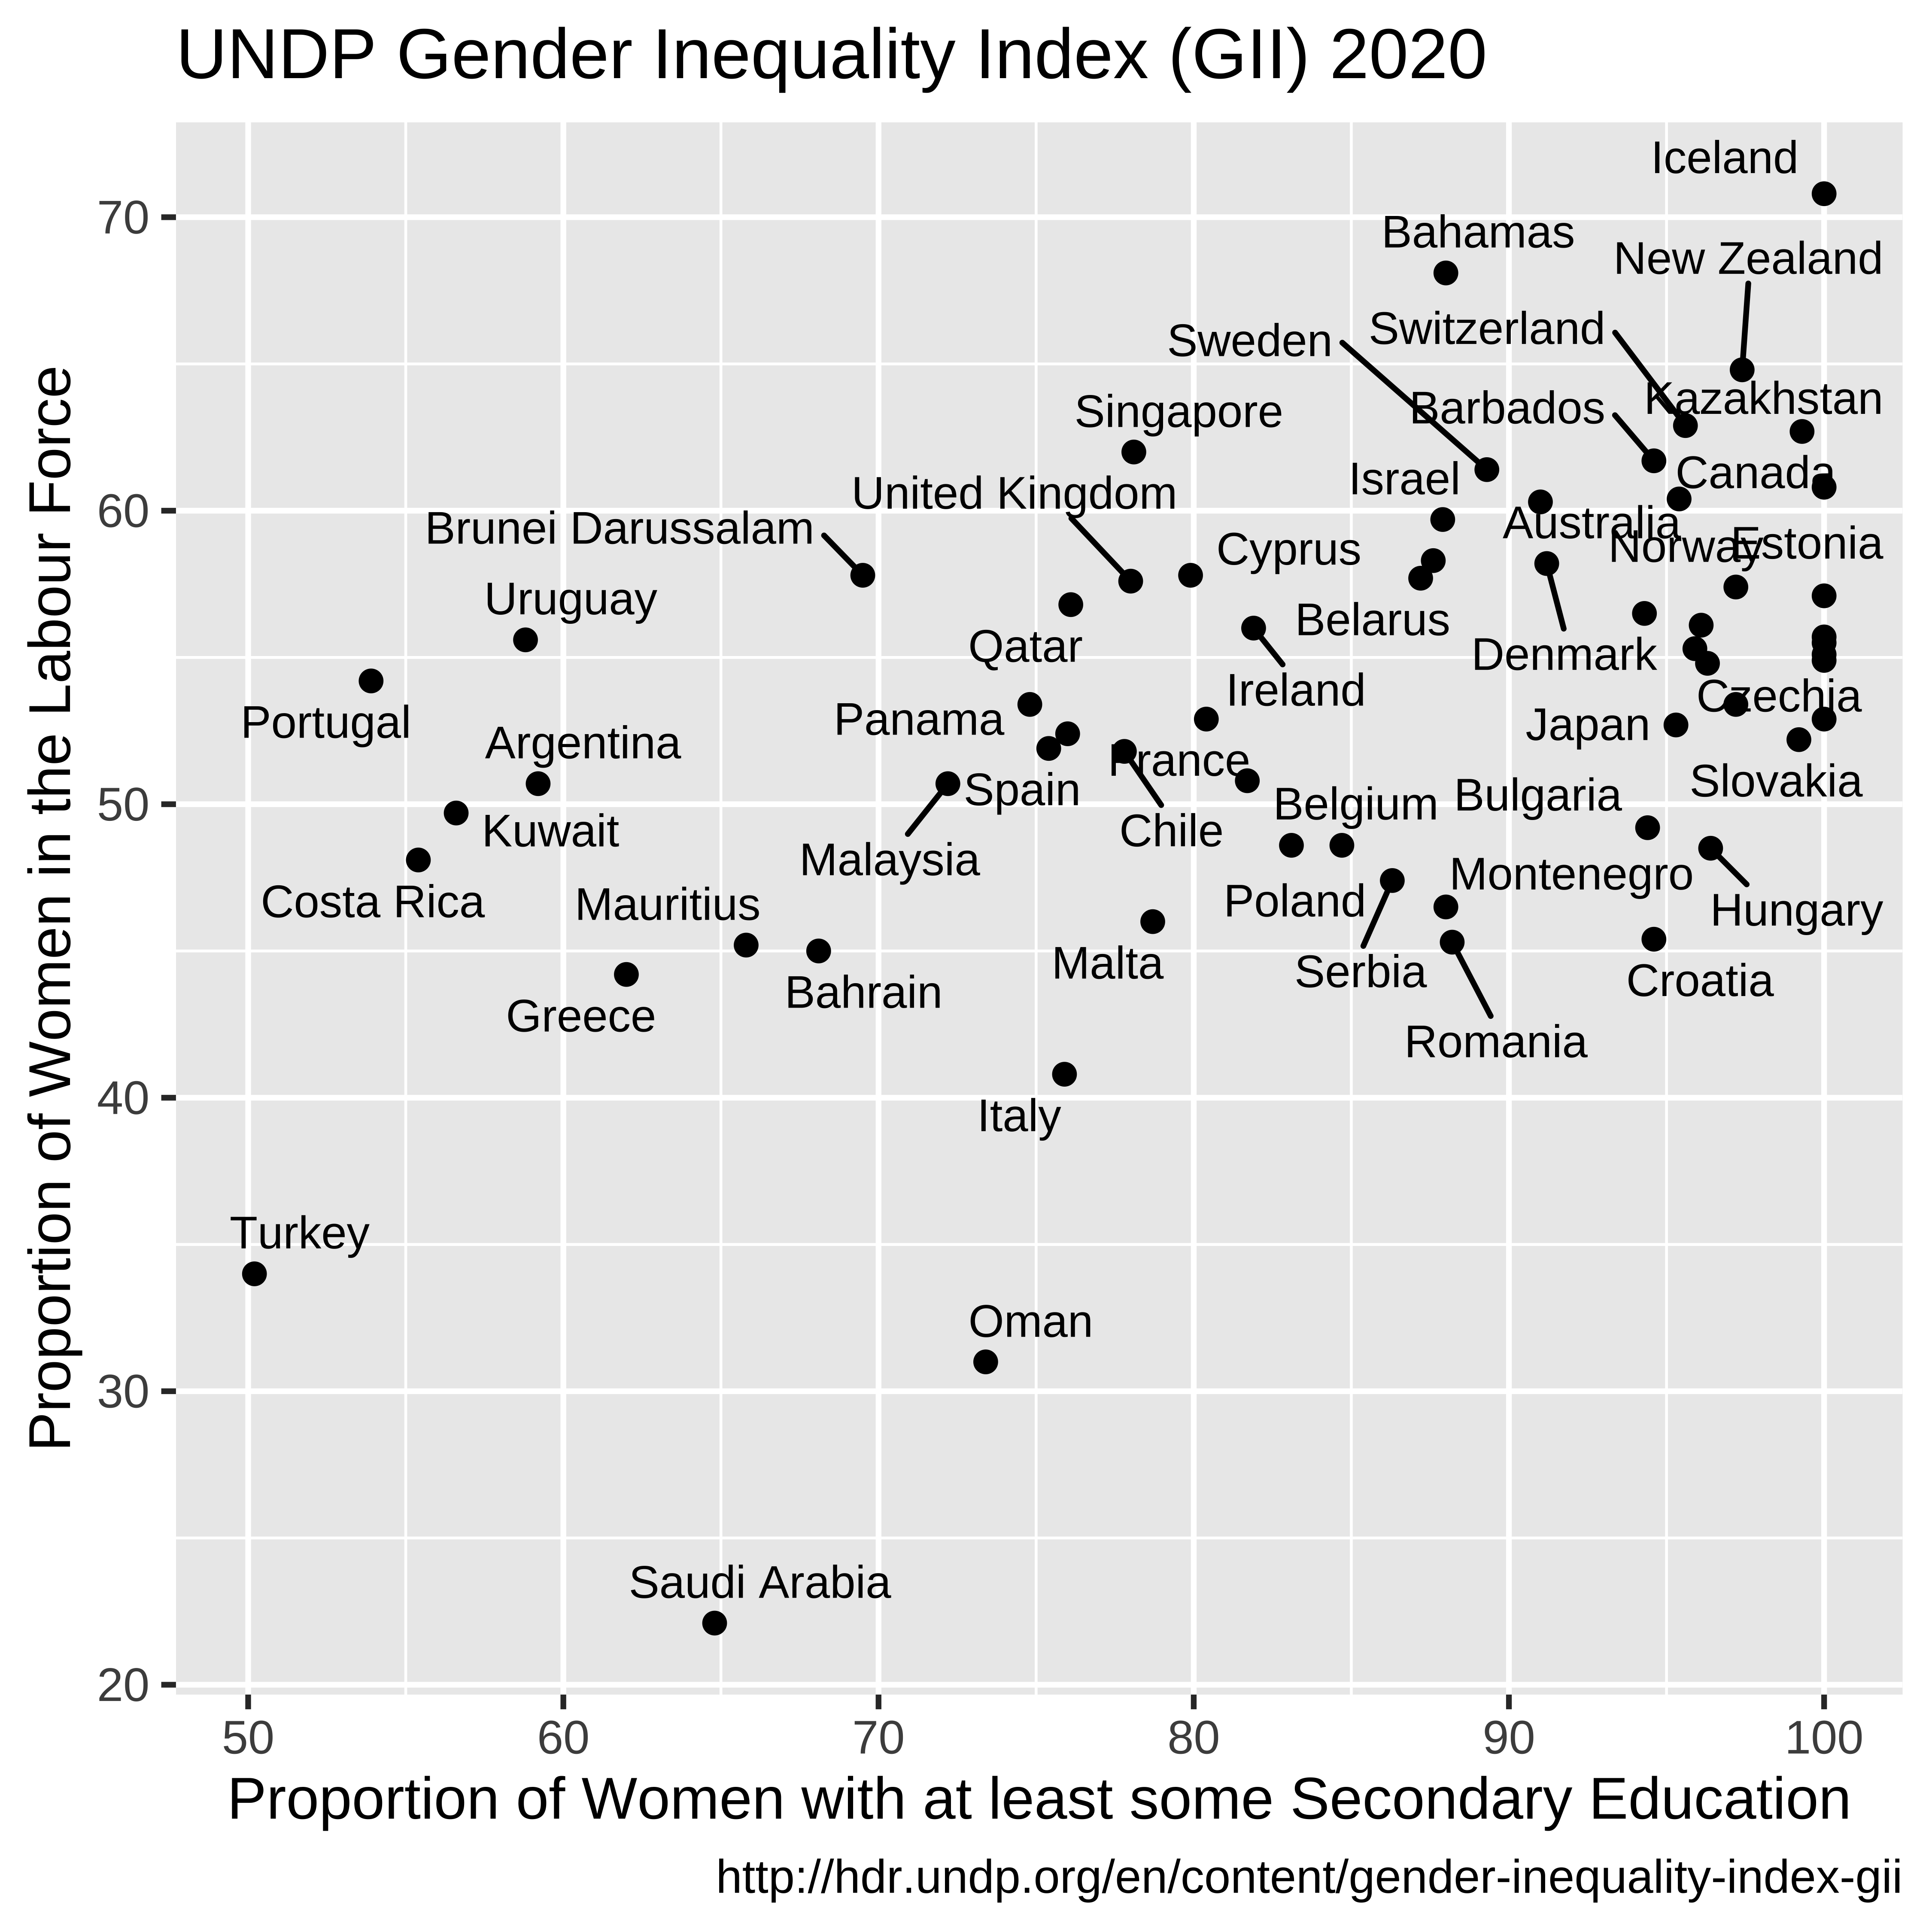 UNDP Gender Inequality Index (GII) 2020
Proportion of Women in the Labour Force
70
60
50
40
30
20
Iceland
Bahamas
New Zealand
Switzerland
Sweden
Kazakhstan
Barbados
Singapore
Canada
Israel
United Kingdom
Australia
Brunei Darussalam
Norway
Estonia
Cyprus
Uruguay
Belarus
Qatar
Denmark
Ireland
Czechia
Panama
Portugal
Japan
Argentina
France
Slovakia
Spain
Bulgaria
Belgium
Kuwait
Chile
Malaysia
Montenegro
Costa Rica
Mauritius
Poland
Hungary
Malta
Serbia
Croatia
Bahrain
Greece
Romania
Italy
Turkey
Oman
Saudi Arabia
50 60 70 80 90 100
Proportion of Women with at least some Secondary Education
http://hdr.undp.org/en/content/gender-inequality-index-gii